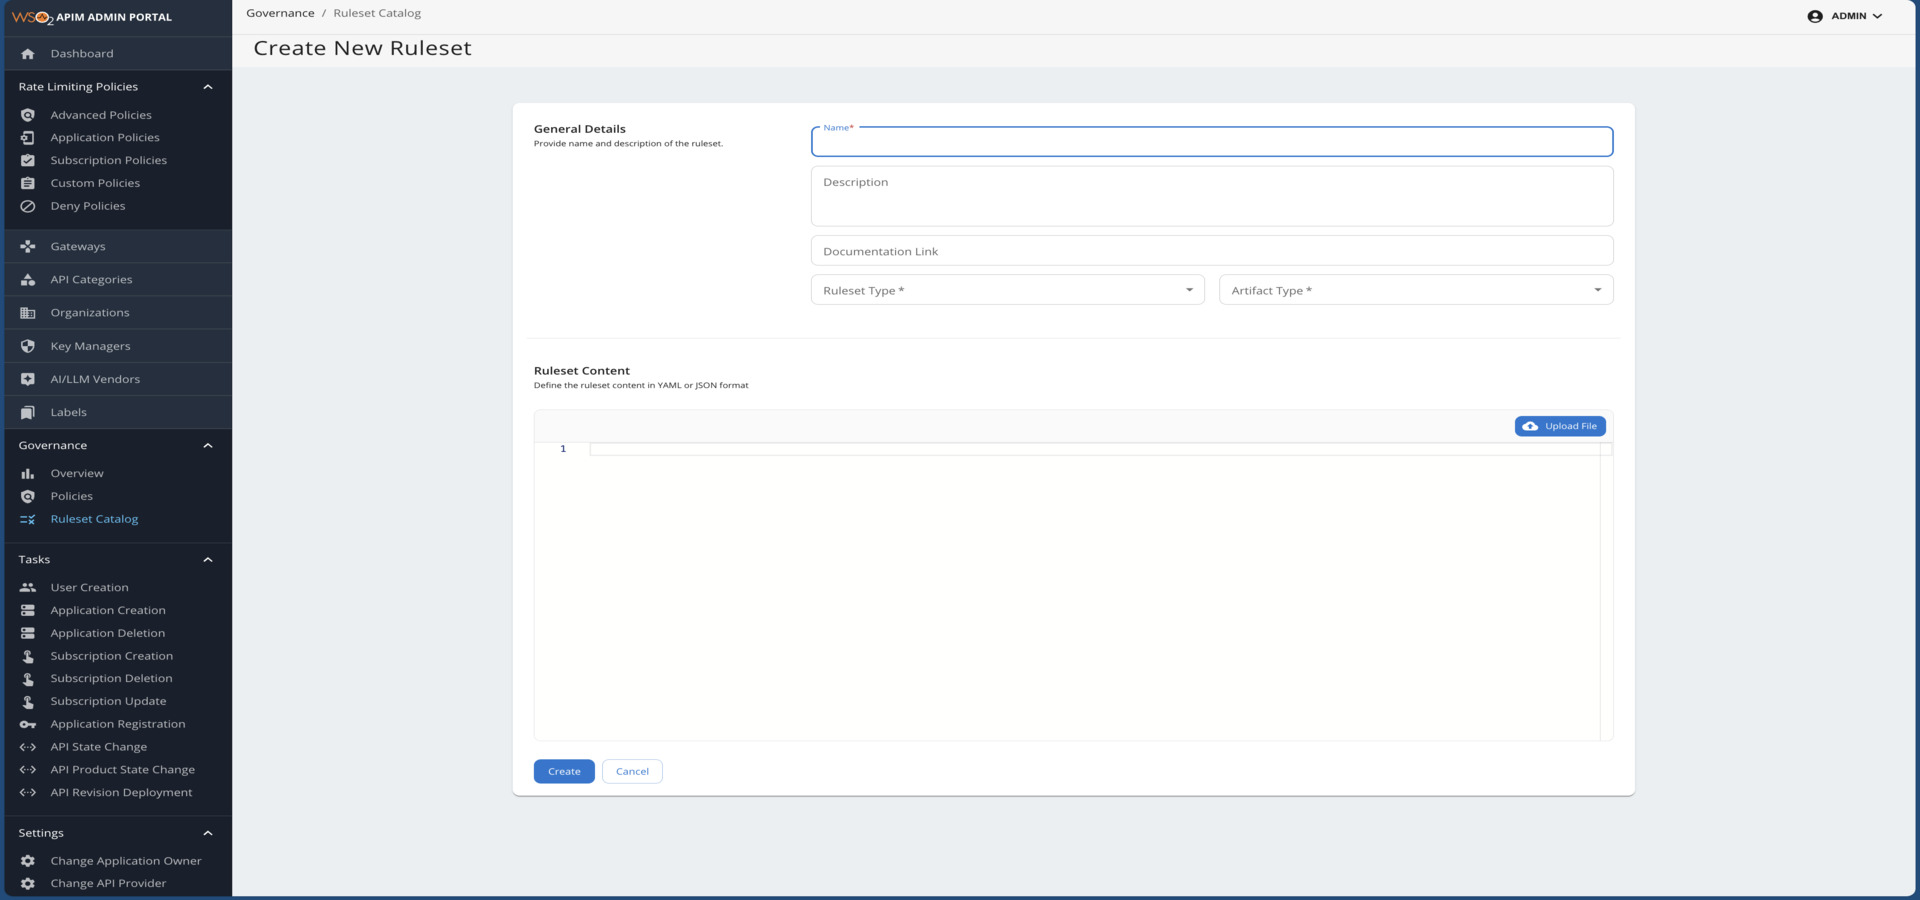 WSO2 APIM ADMIN PORTAL
Governance / Ruleset Catalog
ADMIN
Create New Ruleset
Dashboard
Rate Limiting Policies
Advanced Policies
Application Policies
Subscription Policies
Custom Policies
Deny Policies
Gateways
API Categories
Organizations
Key Managers
AI/LLM Vendors
Labels
Governance
Overview
Policies
Ruleset Catalog
Tasks
User Creation
Application Creation
Application Deletion
Subscription Creation
Subscription Deletion
Subscription Update
Application Registration
API State Change
API Product State Change
API Revision Deployment
Settings
Change Application Owner
Change API Provider
General Details
Provide name and description of the ruleset.
Name*
Description
Documentation Link
Ruleset Type *
Artifact Type *
Ruleset Content
Define the ruleset content in YAML or JSON format
Upload File
1
Create
Cancel